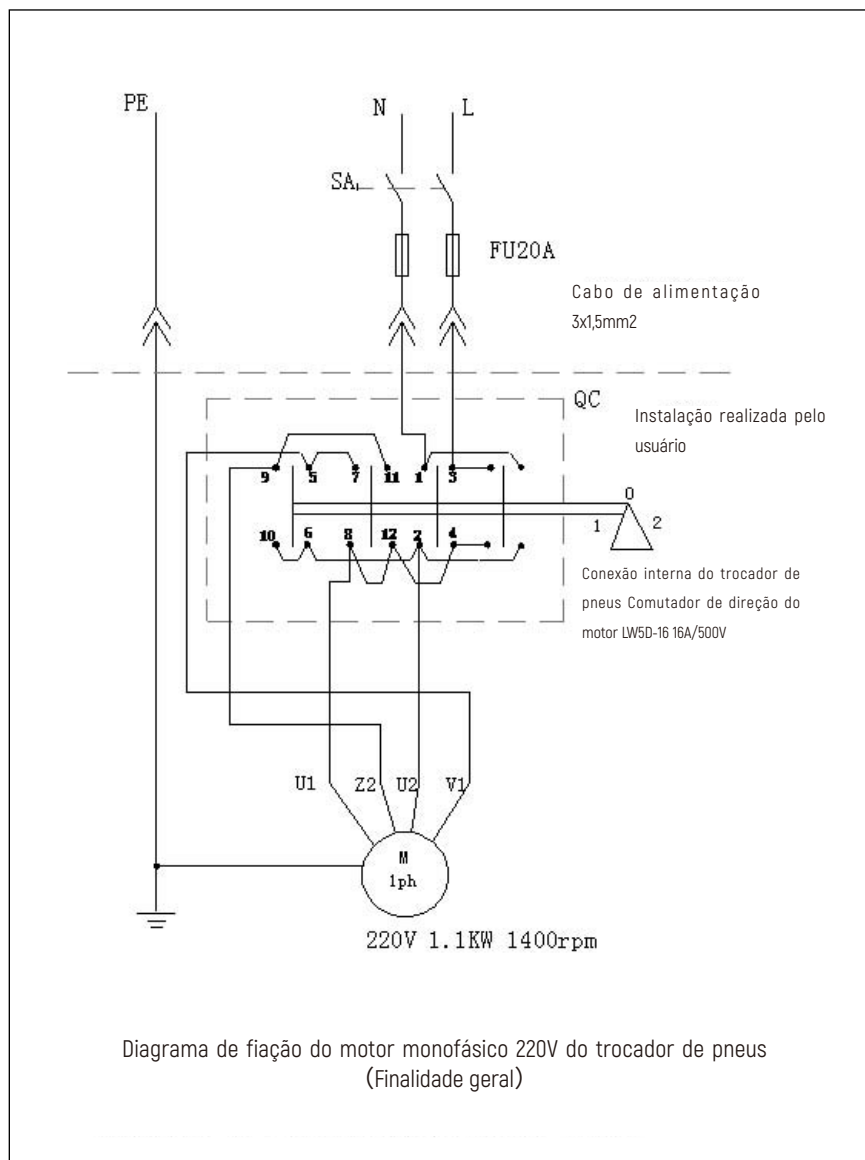 PE
N L
SA
FU20A
Cabo de alimentação
3x1,5mm2
QC
Instalação realizada pelo
usuário
9 5 7 11 1 3
0
1 2
10 6 8 12 2 4
Conexão interna do trocador de
pneus Comutador de direção do
motor LW5D-16 16A/500V
U1 Z2 U2 V1
M
1ph
220V 1.1KW 1400rpm
Diagrama de fiação do motor monofásico 220V do trocador de pneus
(Finalidade geral)